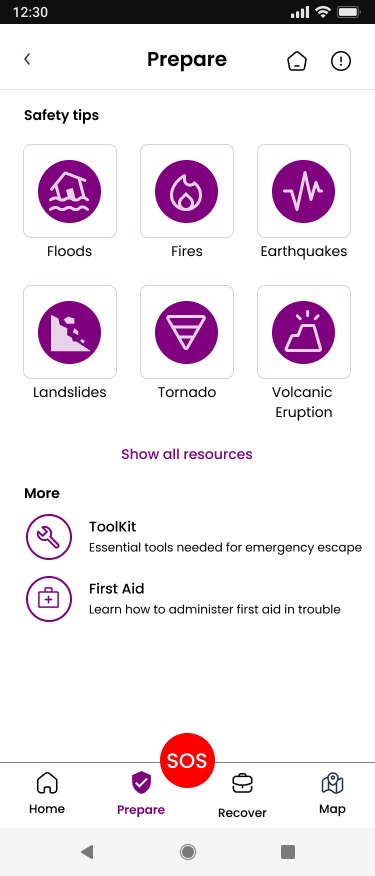 12:30
Prepare
Safety tips
Floods
Fires
Earthquakes
Landslides
Tornado
Volcanic
Eruption
Show all resources
More
ToolKit
Essential tools needed for emergency escape
First Aid
Learn how to administer first aid in trouble
SOS
Home
Prepare
Recover
Map